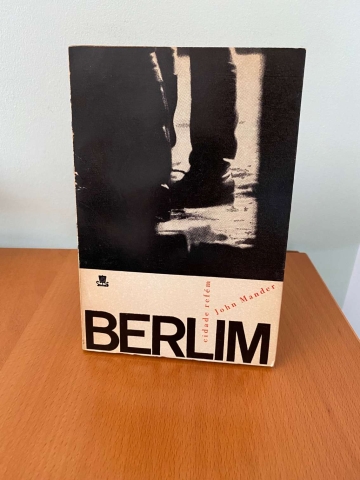 cidade refém
John Mander
BERLIM